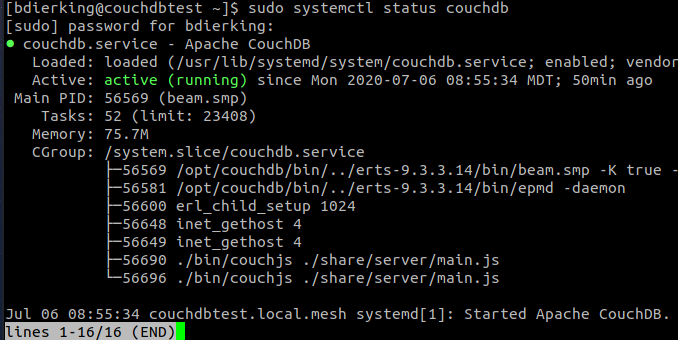 [bdierking@couchdbtest ~]$ sudo systemctl status couchdb
[sudo] password for bdierking:
● couchdb.service - Apache CouchDB
   Loaded: loaded (/usr/lib/systemd/system/couchdb.service; enabled; vendor
   Active: active (running) since Mon 2020-07-06 08:55:34 MDT; 50min ago
 Main PID: 56569 (beam.smp)
    Tasks: 52 (limit: 23408)
   Memory: 75.7M
   CGroup: /system.slice/couchdb.service
           ├─56569 /opt/couchdb/bin/../erts-9.3.3.14/bin/beam.smp -K true -
           ├─56581 /opt/couchdb/bin/../erts-9.3.3.14/bin/epmd -daemon
           ├─56600 erl_child_setup 1024
           ├─56648 inet_gethost 4
           ├─56649 inet_gethost 4
           ├─56690 ./bin/couchjs ./share/server/main.js
           └─56696 ./bin/couchjs ./share/server/main.js

Jul 06 08:55:34 couchdbtest.local.mesh systemd[1]: Started Apache CouchDB.
lines 1-16/16 (END)